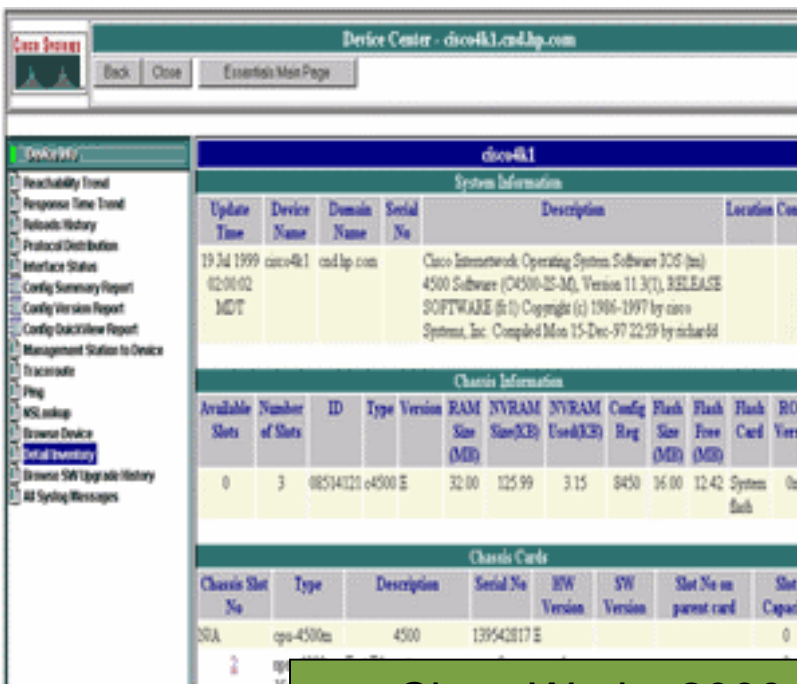 Cisco Systems
Device Center - cisco4k1.cnd.hp.com
Back Close Essentials Main Page
Device Info
Reachability Trend
Response Time Trend
Reloads History
Protocol Distribution
Interface Status
Config Summary Report
Config Version Report
Config QuickView Report
Management Station to Device
Traceroute
Ping
NSLookup
Browse Device
Detail Inventory
Browse SW Upgrade History
All Syslog Messages
cisco4k1
System Information
Update Time Device Name Domain Name Serial No Description Location
19 Jul 1999 02:00:02 MDT cisco4k1 cnd.hp.com
Cisco Internetwork Operating System Software IOS (tm)
4500 Software (C4500-IS-M), Version 11.3(1), RELEASE
SOFTWARE (fc1) Copyright (c) 1986-1997 by cisco
Systems, Inc. Compiled Mon 15-Dec-97 22:59 by richardd
Chassis Information
Available Slots Number of Slots ID Type Version RAM Size (MB) NVRAM Size(KB) NVRAM Used(KB) Config Reg Flash Size (MB) Flash Free (MB) Flash Card
0 3 08514121 c4500 E 32.00 125.99 3.15 8450 16.00 12.42 System flash
Chassis Cards
Chassis Slot No Type Description Serial No HW Version SW Version Slot No on parent card Slot
N/A cpu-4500m 4500 139542817 E 0
2